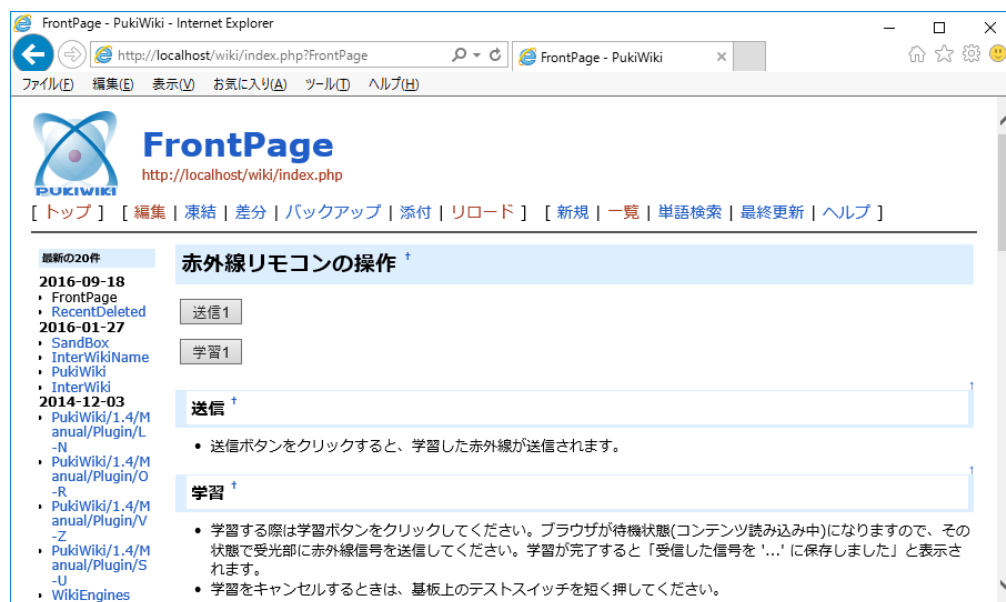 FrontPage - PukiWiki - Internet Explorer
http://localhost/wiki/index.php?FrontPage
FrontPage - PukiWiki
ファイル(F) 編集(E) 表示(V) お気に入り(A) ツール(T) ヘルプ(H)
PUKIWIKI
FrontPage
http://localhost/wiki/index.php
[ トップ ] [ 編集 | 凍結 | 差分 | バックアップ | 添付 | リロード ] [ 新規 | 一覧 | 単語検索 | 最終更新 | ヘルプ ]
最新の20件
2016-09-18
FrontPage
RecentDeleted
2016-01-27
SandBox
InterWikiName
PukiWiki
InterWiki
2014-12-03
PukiWiki/1.4/M
anual/Plugin/L
-N
PukiWiki/1.4/M
anual/Plugin/O
-R
PukiWiki/1.4/M
anual/Plugin/V
-Z
PukiWiki/1.4/M
anual/Plugin/S
-U
WikiEngines
赤外線リモコンの操作 †
送信1
学習1
↑
送信 †
• 送信ボタンをクリックすると、学習した赤外線が送信されます。
↑
学習 †
• 学習する際は学習ボタンをクリックしてください。ブラウザが待機状態(コンテンツ読み込み中)になりますので、その
状態で受光部に赤外線信号を送信してください。学習が完了すると「受信した信号を '...' に保存しました」と表示さ
れます。
• 学習をキャンセルするときは、基板上のテストスイッチを短く押してください。